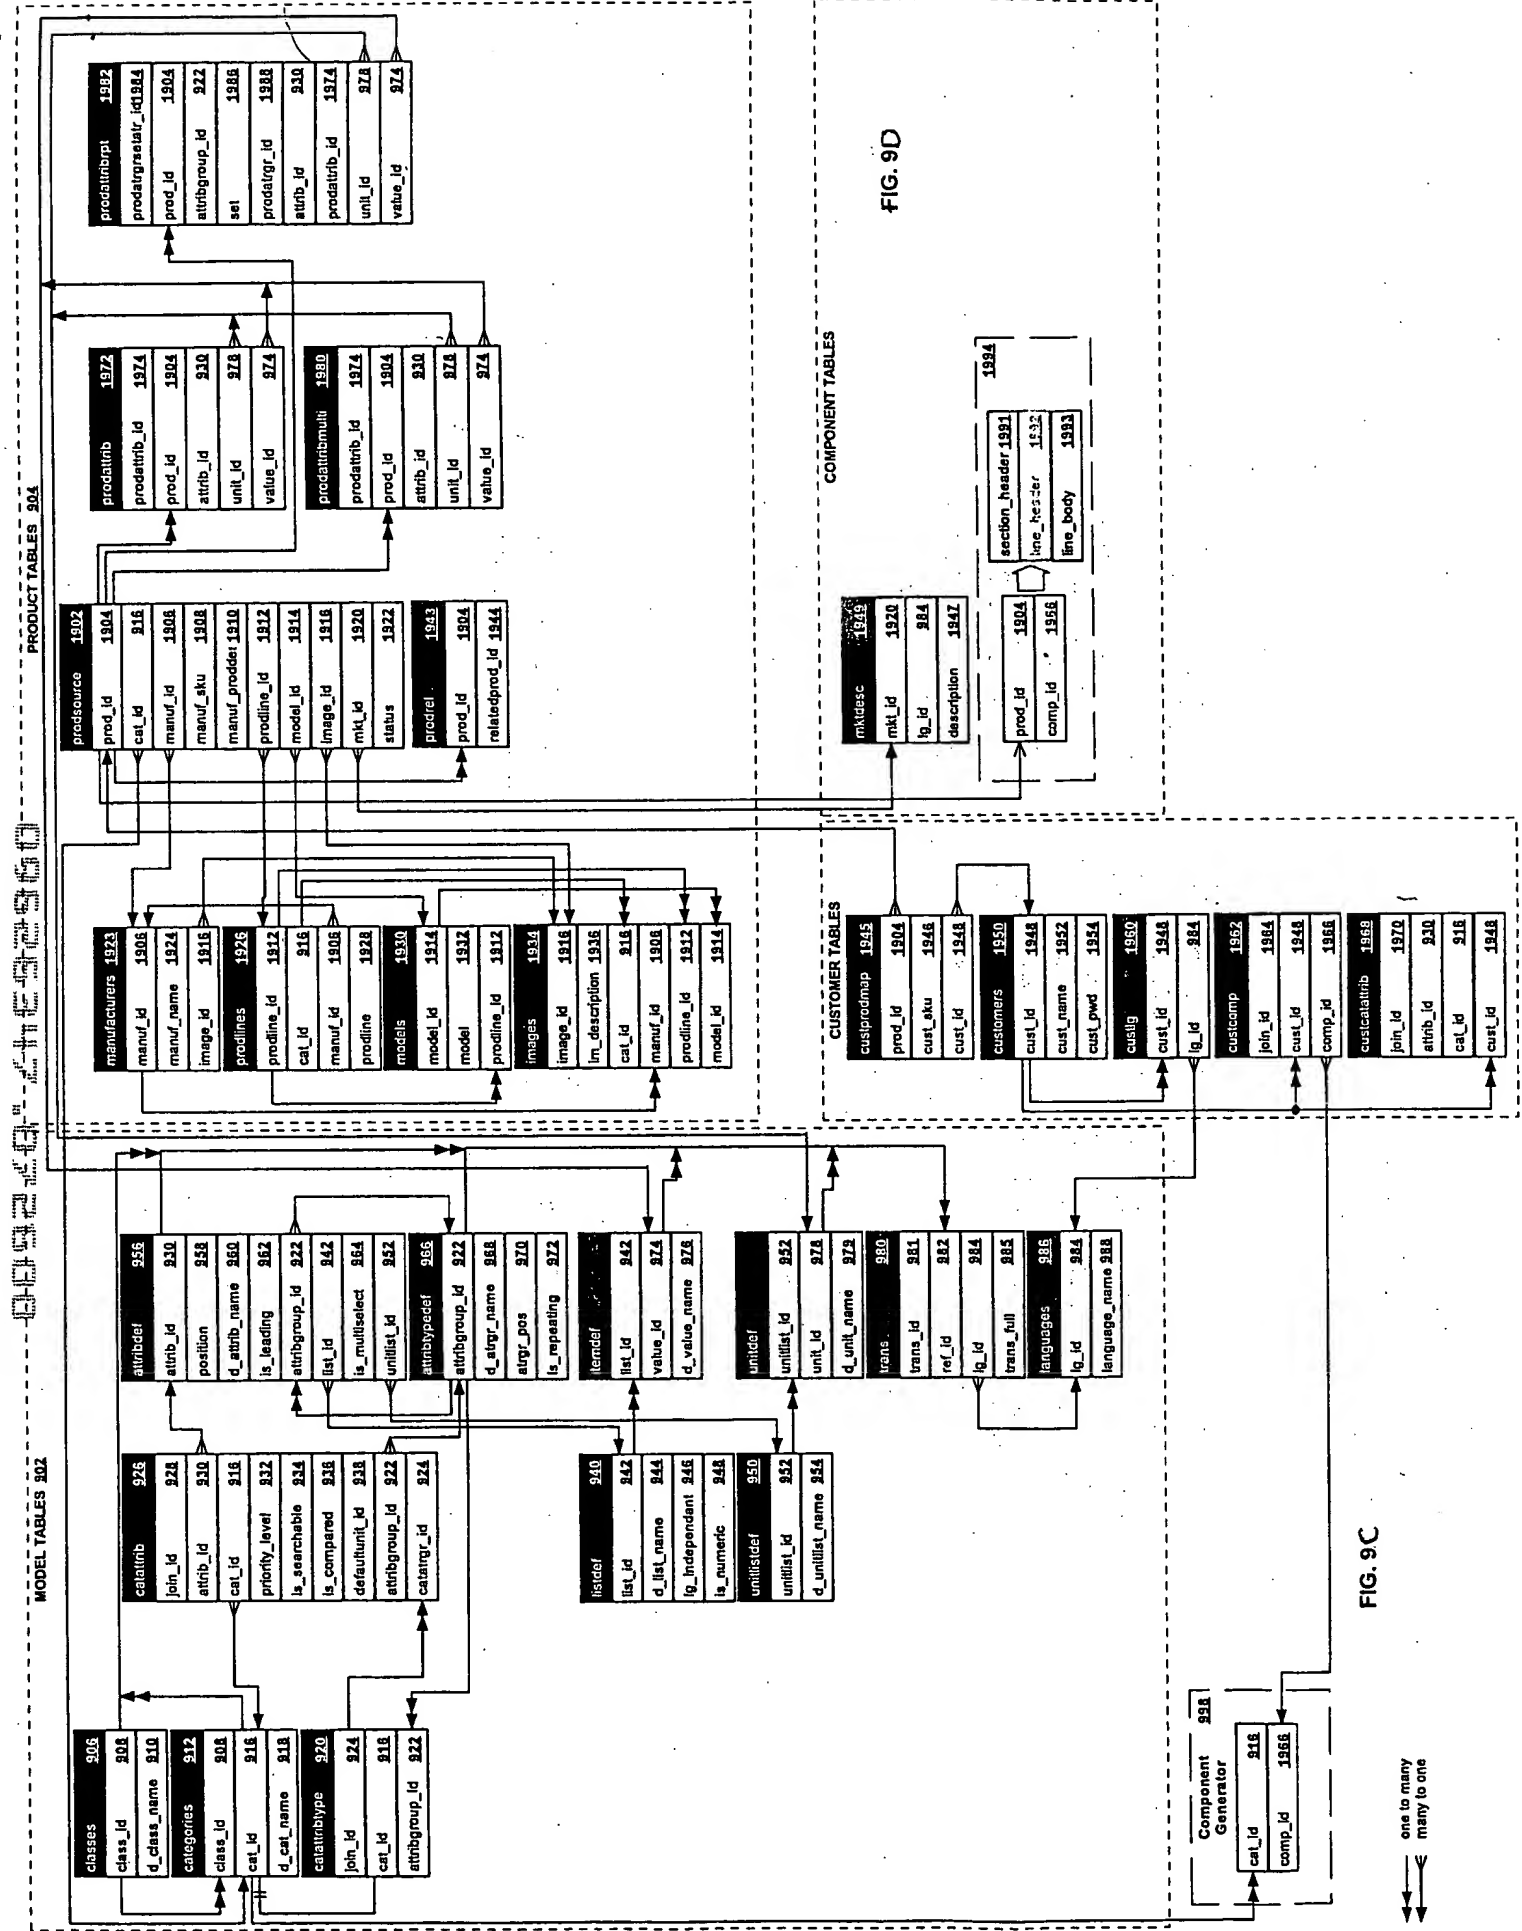 MODEL TABLES 902
classes 906
class_id 908
d_class_name 910
categories 912
class_id 908
cat_id 916
d_cat_name 918
catattribtype 920
join_id 924
cat_id 916
attribgroup_id 922
catattrib 926
join_id 928
attrib_id 930
cat_id 916
priority_level 932
is_searchable 934
is_compared 936
defaultunit_id 938
attribgroup_id 922
catatrgr_id 924
listdef 940
list_id 942
d_list_name 944
lg_independant 946
is_numeric 948
unitlistdef 950
unitlist_id 952
d_unitlist_name 954
attribdef 956
attrib_id 930
position 958
d_attrib_name 960
is_leading 962
attribgroup_id 922
list_id 942
is_multiselect 964
unitlist_id 952
attribtypedef 966
attribgroup_id 922
d_atrgr_name 968
atrgr_pos 970
is_repeating 972
itemdef
list_id 942
value_id 974
d_value_name 976
unitdef
unitlist_id 952
unit_id 978
d_unit_name 979
trans 980
trans_id 981
ref_id 982
lg_id 984
trans_full 985
languages 986
lg_id 984
language_name 988
Component
Generator 998
cat_id 916
comp_id 1966
one to many
many to one
FIG. 9C
PRODUCT TABLES 904
manufacturers 1923
manuf_id 1906
manuf_name 1924
image_id 1916
prodlines 1926
prodline_id 1912
cat_id 916
manuf_id 1906
prodline 1928
models 1930
model_id 1914
model 1932
prodline_id 1912
images 1934
image_id 1916
im_description 1936
cat_id 916
manuf_id 1906
prodline_id 1912
model_id 1914
prodsource 1902
prod_id 1904
cat_id 916
manuf_id 1906
manuf_sku 1908
manuf_proddet 1910
prodline_id 1912
model_id 1914
image_id 1916
mkt_id 1920
status 1922
prodrel 1943
prod_id 1904
relatedprod_id 1944
prodattrib 1972
prodattrib_id 1974
prod_id 1904
attrib_id 930
unit_id 978
value_id 974
prodattribmulti 1980
prodattrib_id 1974
prod_id 1904
attrib_id 930
unit_id 978
value_id 974
prodattribrpt 1982
prodatrgrsetatr_id 1984
prod_id 1904
attribgroup_id 922
set 1986
prodatrgr_id 1988
attrib_id 930
prodattrib_id 1974
unit_id 978
value_id 974
CUSTOMER TABLES
custprodmap 1945
prod_id 1904
cust_sku 1946
cust_id 1948
customers 1950
cust_id 1948
cust_name 1952
cust_pwd 1954
custlg 1960
cust_id 1948
lg_id 984
custcomp 1962
join_id 1964
cust_id 1948
comp_id 1966
custcatattrib 1968
join_id 1970
attrib_id 930
cat_id 916
cust_id 1948
COMPONENT TABLES
mktdesc 1949
mkt_id 1920
lg_id 984
description 1947
1994
prod_id 1904
comp_id 1966
section_header 1991
line_header 1992
line_body 1993
FIG. 9D